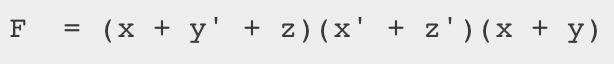 F = (x + y' + z)(x' + z')(x + y)